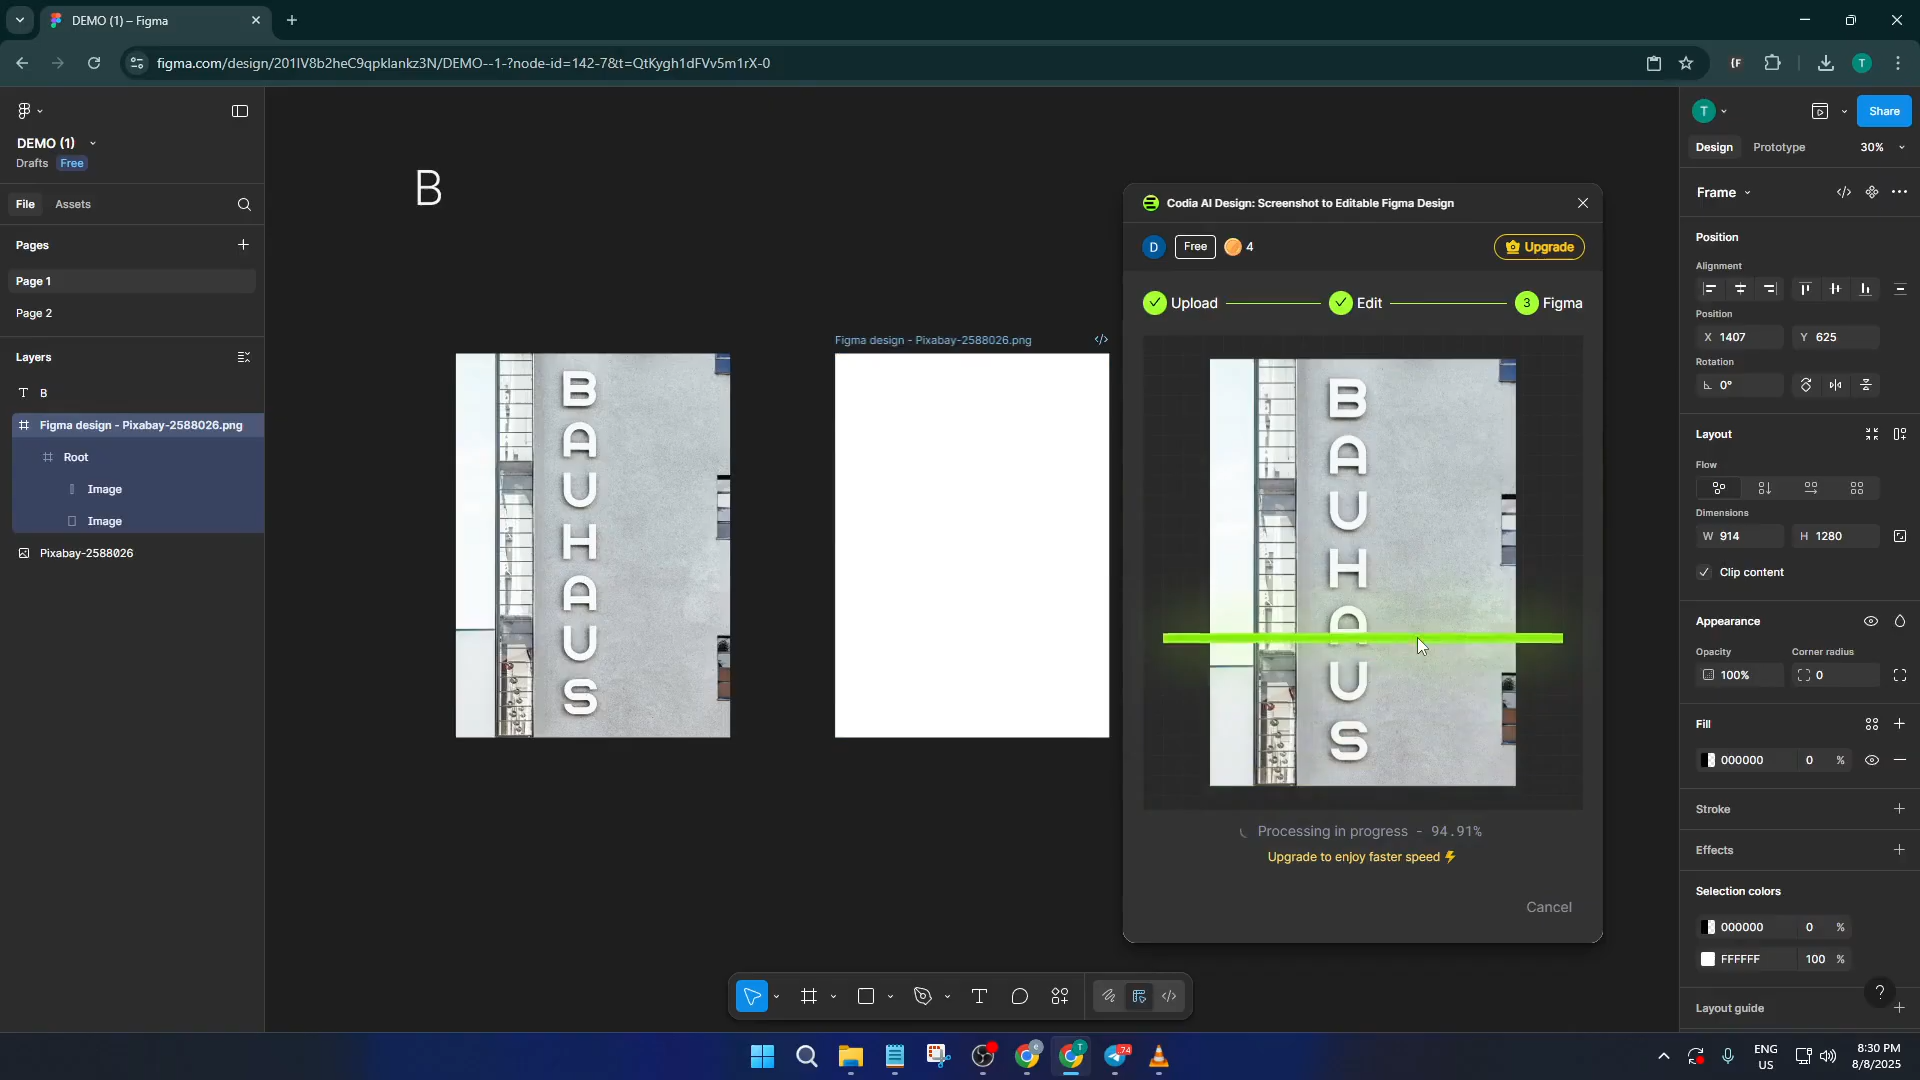 DEMO (1) – Figma
figma.com/design/201IV8b2heC9qpklankz3N/DEMO--1-?node-id=142-7&t=QtKygh1dFVv5m1rX-0
T
DEMO (1)
Drafts Free
File Assets
Pages
Page 1
Page 2
Layers
B
Figma design - Pixabay-2588026.png
Root
Image
Image
Pixabay-2588026
B
B
A
U
H
A
U
S
Figma design - Pixabay-2588026.png
Codia AI Design: Screenshot to Editable Figma Design
D Free 4 Upgrade
Upload Edit 3 Figma
B
A
U
H
A
U
S
Processing in progress - 94.91%
Upgrade to enjoy faster speed
Cancel
T Share
Design Prototype 30%
Frame
Position
Alignment
Position
X 1407 Y 625
Rotation
0°
Layout
Flow
Dimensions
W 914 H 1280
Clip content
Appearance
Opacity Corner radius
100% 0
Fill
000000 0 %
Stroke
Effects
Selection colors
000000 0 %
FFFFFF 100 %
Layout guide
?
e
T
74
ENG
US
8:30 PM
8/8/2025